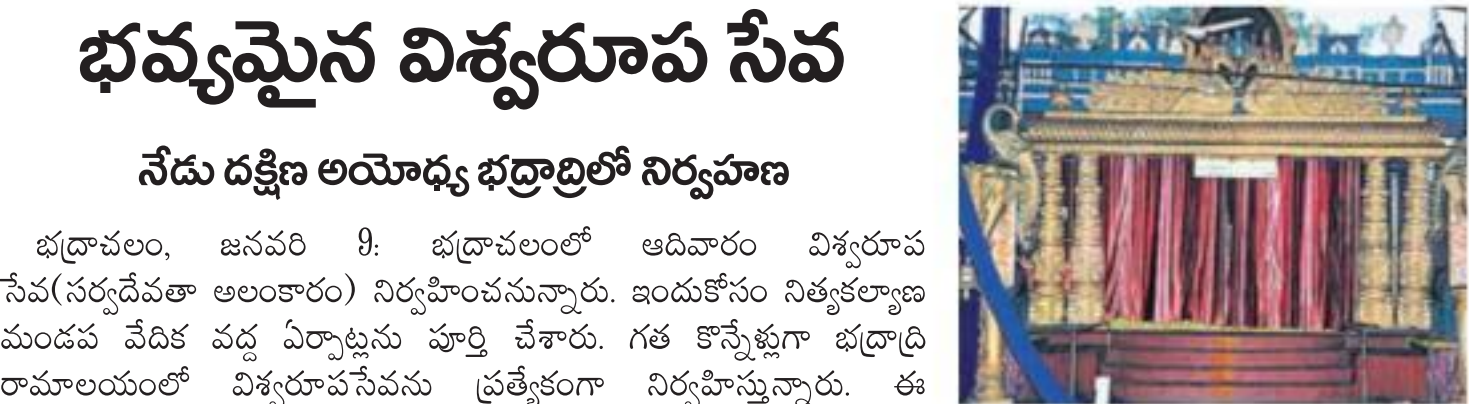 భవ్యమైన విశ్వరూప సేవ
నేడు దక్షిణ అయోధ్య భద్రాద్రిలో నిర్వహణ
భద్రాచలం, జనవరి 9: భద్రాచలంలో ఆదివారం విశ్వరూప
సేవ(సర్వదేవతా అలంకారం) నిర్వహించనున్నారు. ఇందుకోసం నిత్యకల్యాణ
మండప వేదిక వద్ద ఏర్పాట్లను పూర్తి చేశారు. గత కొన్నేళ్లుగా భద్రాద్రి
రామాలయంలో విశ్వరూపసేవను ప్రత్యేకంగా నిర్వహిస్తున్నారు. ఈ